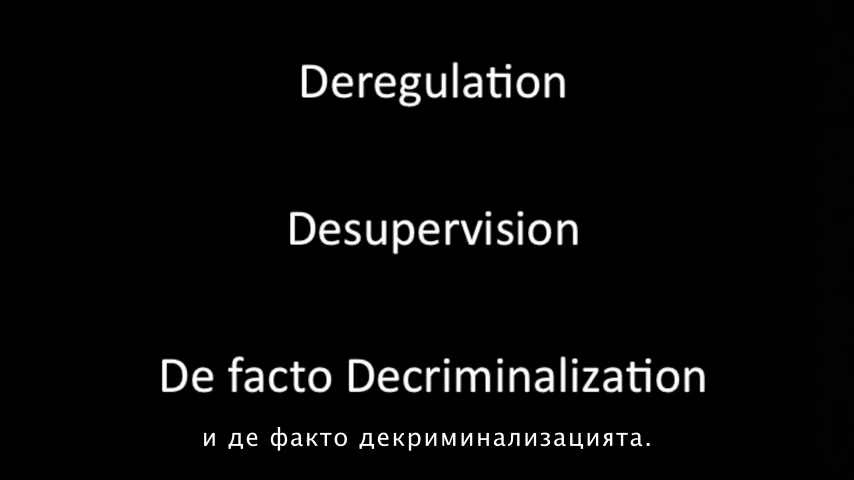 Deregulation
Desupervision
De facto Decriminalization
и де факто декриминализацията.